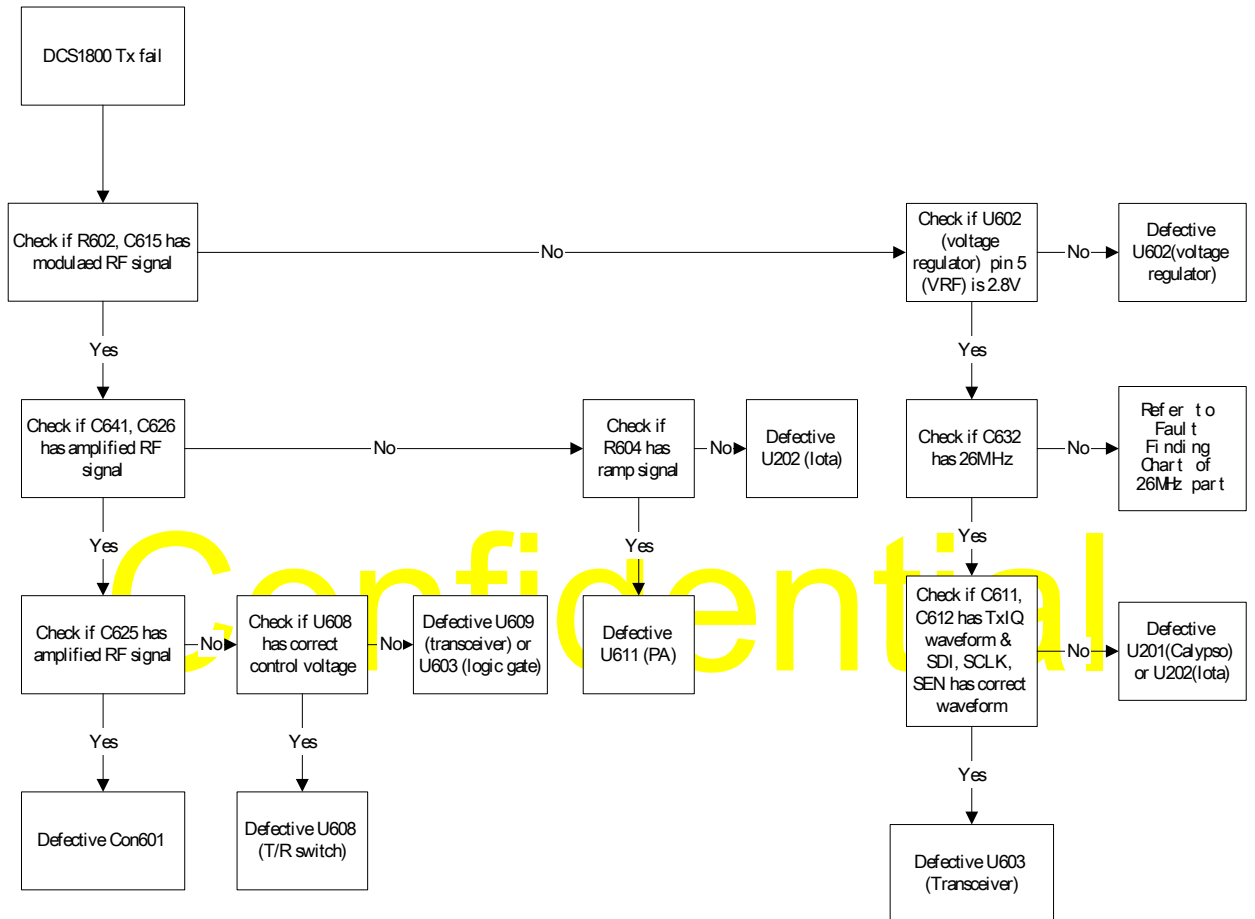 DCS1800 Tx fail
Check if R602, C615 has
modulaed RF signal
No
Check if U602
(voltage
regulator) pin 5
(VRF) is 2.8V
No
Defective
U602(voltage
regulator)
Yes
Yes
Check if C641, C626
has amplified RF
signal
No
Check if
R604 has
ramp signal
No
Defective
U202 (Iota)
Check if C632
has 26MHz
No
Refer to
Fault
Finding
Chart of
26MHz part
Yes
Yes
Yes
Confidential
Check if C625 has
amplified RF signal
No
Check if U608
has correct
control voltage
No
Defective U609
(transceiver) or
U603 (logic gate)
Defective
U611 (PA)
Check if C611,
C612 has TxIQ
waveform &
SDI, SCLK,
SEN has correct
waveform
No
Defective
U201(Calypso)
or U202(Iota)
Yes
Yes
Yes
Defective Con601
Defective U608
(T/R switch)
Defective U603
(Transceiver)